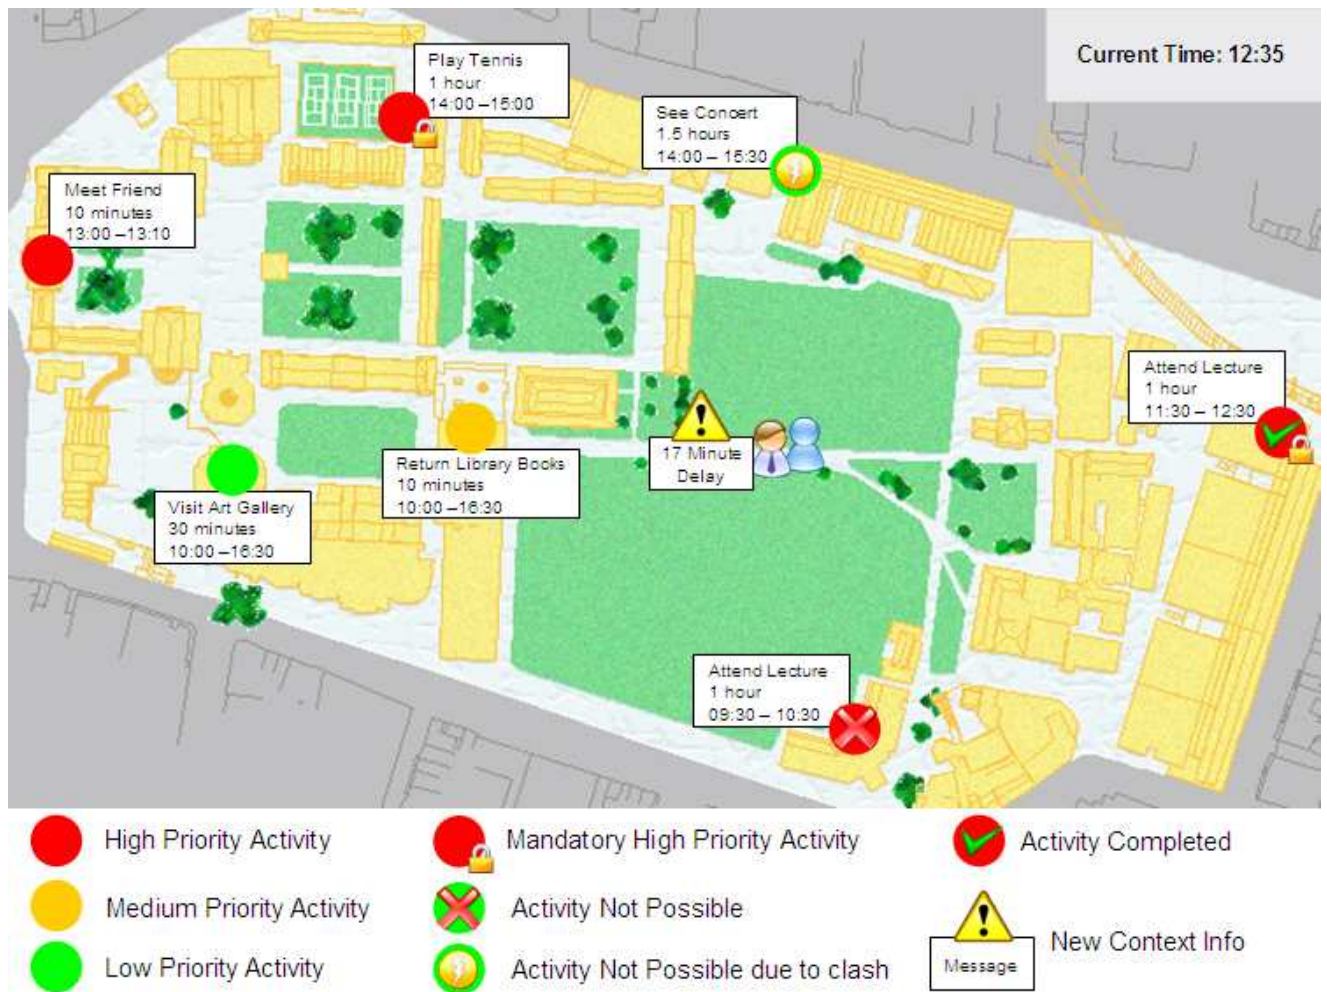 Current Time: 12:35
Play Tennis
1 hour
14:00 –15:00
See Concert
1.5 hours
14:00 – 15:30
Meet Friend
10 minutes
13:00 –13:10
Attend Lecture
1 hour
11:30 – 12:30
17 Minute
Delay
Return Library Books
10 minutes
10:00 –16:30
Visit Art Gallery
30 minutes
10:00 –16:30
Attend Lecture
1 hour
09:30 – 10:30
High Priority Activity
Mandatory High Priority Activity
Activity Completed
Medium Priority Activity
Activity Not Possible
New Context Info
Message
Low Priority Activity
Activity Not Possible due to clash